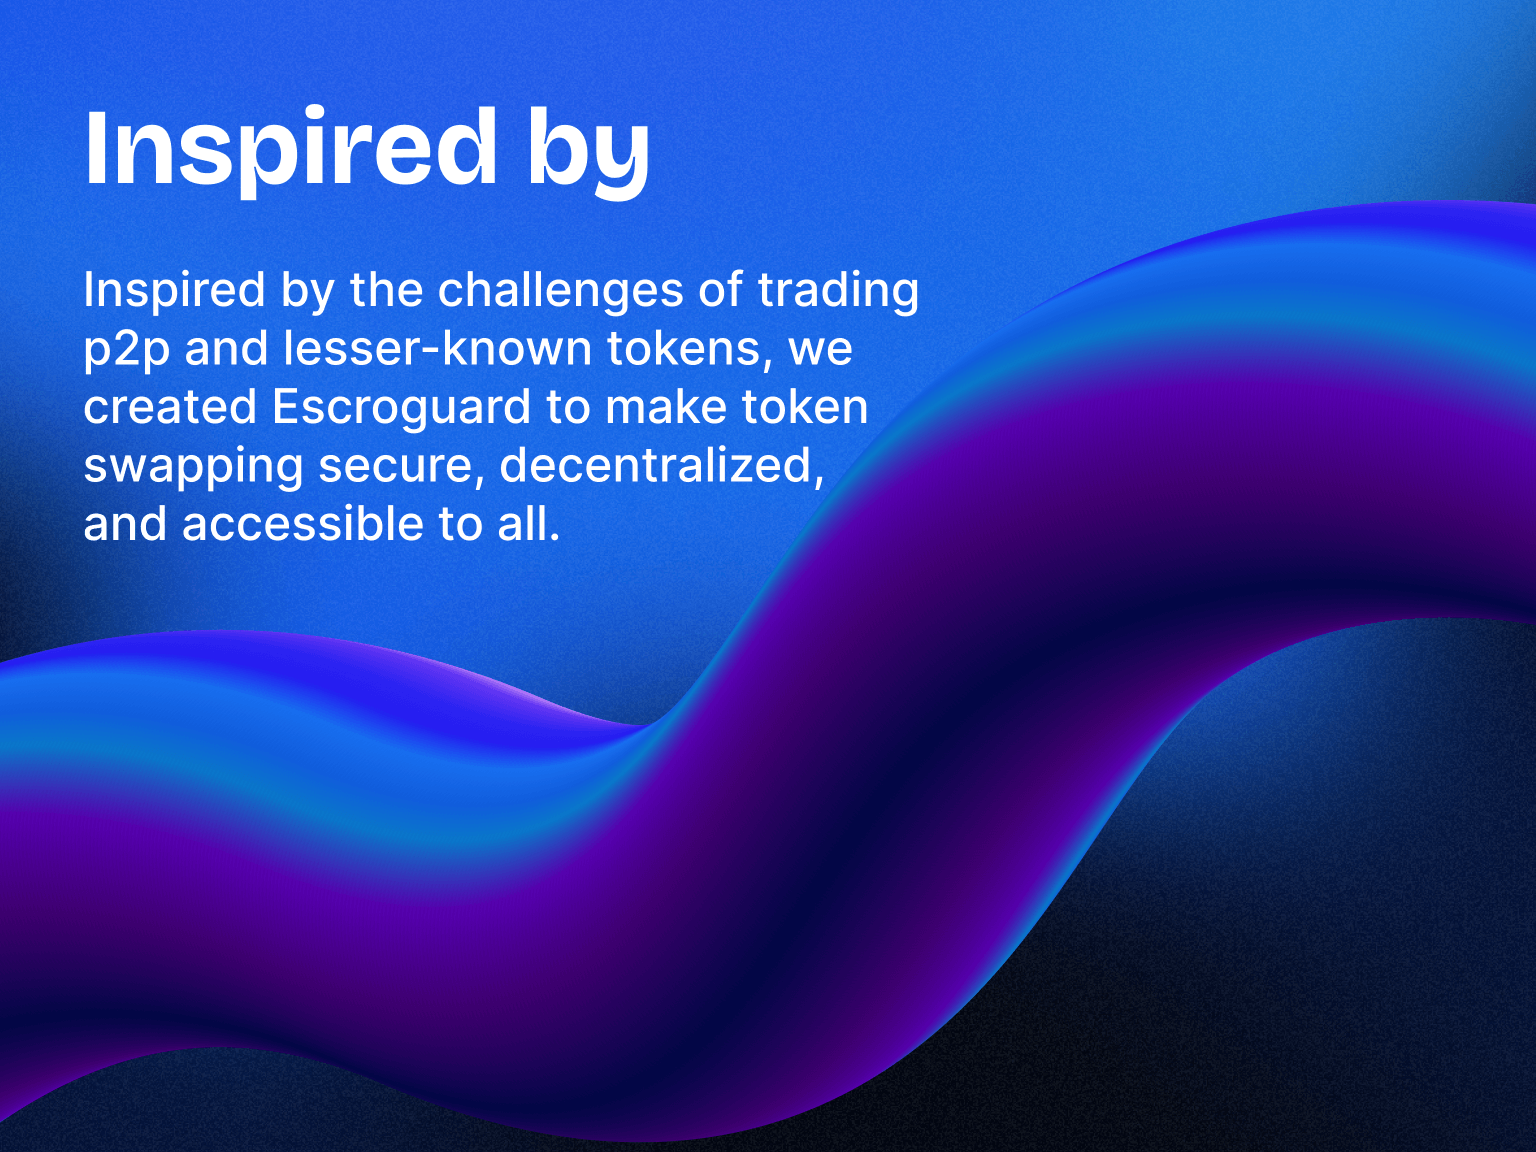 Inspired by
Inspired by the challenges of trading
p2p and lesser-known tokens, we
created Escroguard to make token
swapping secure, decentralized,
and accessible to all.